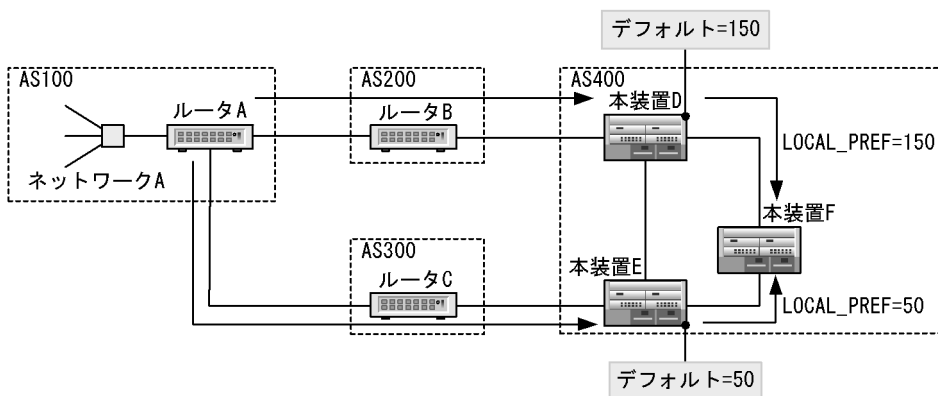 デフォルト=150
AS100
AS200
AS400
ルータA
ルータB
本装置D
LOCAL_PREF=150
ネットワークA
本装置F
AS300
本装置E
ルータC
LOCAL_PREF=50
デフォルト=50